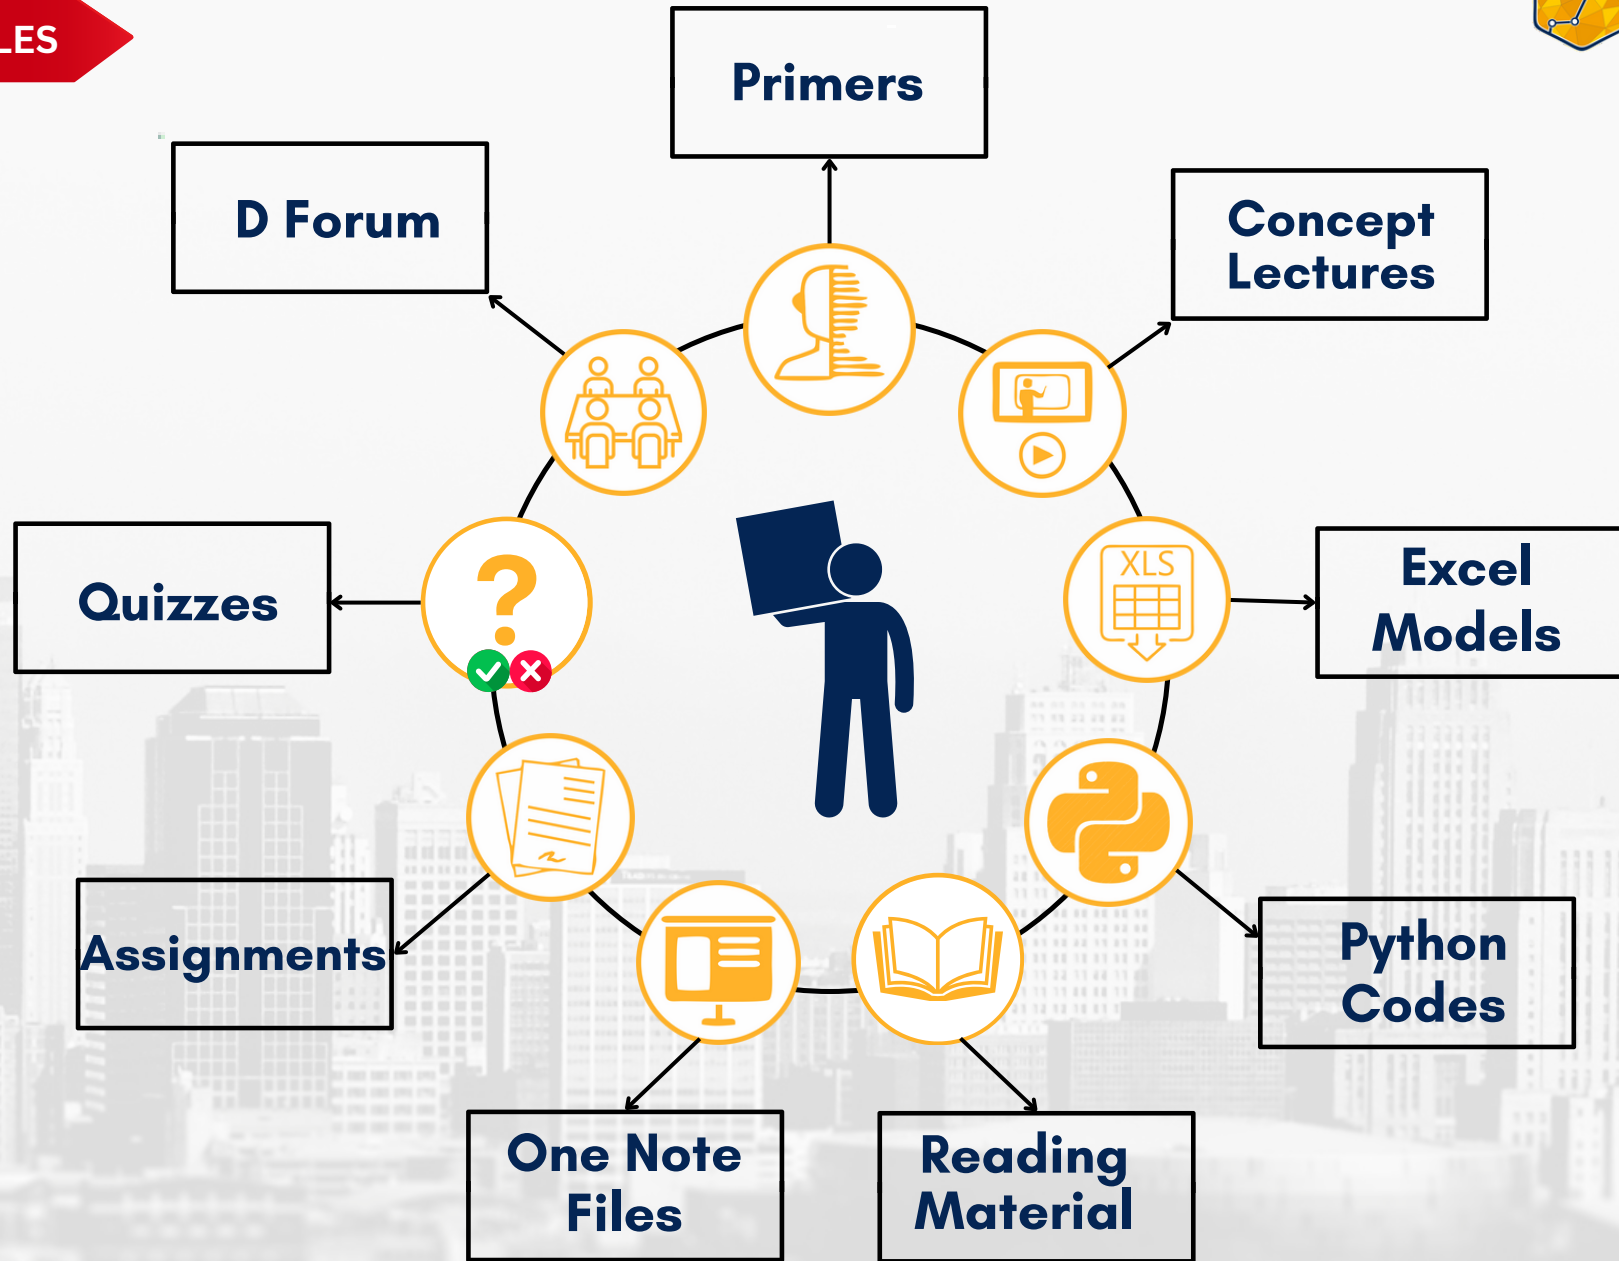 LES
Primers
D Forum
Concept
Lectures
XLS
Excel
Models
Quizzes
Assignments
Python
Codes
One Note
Files
Reading
Material